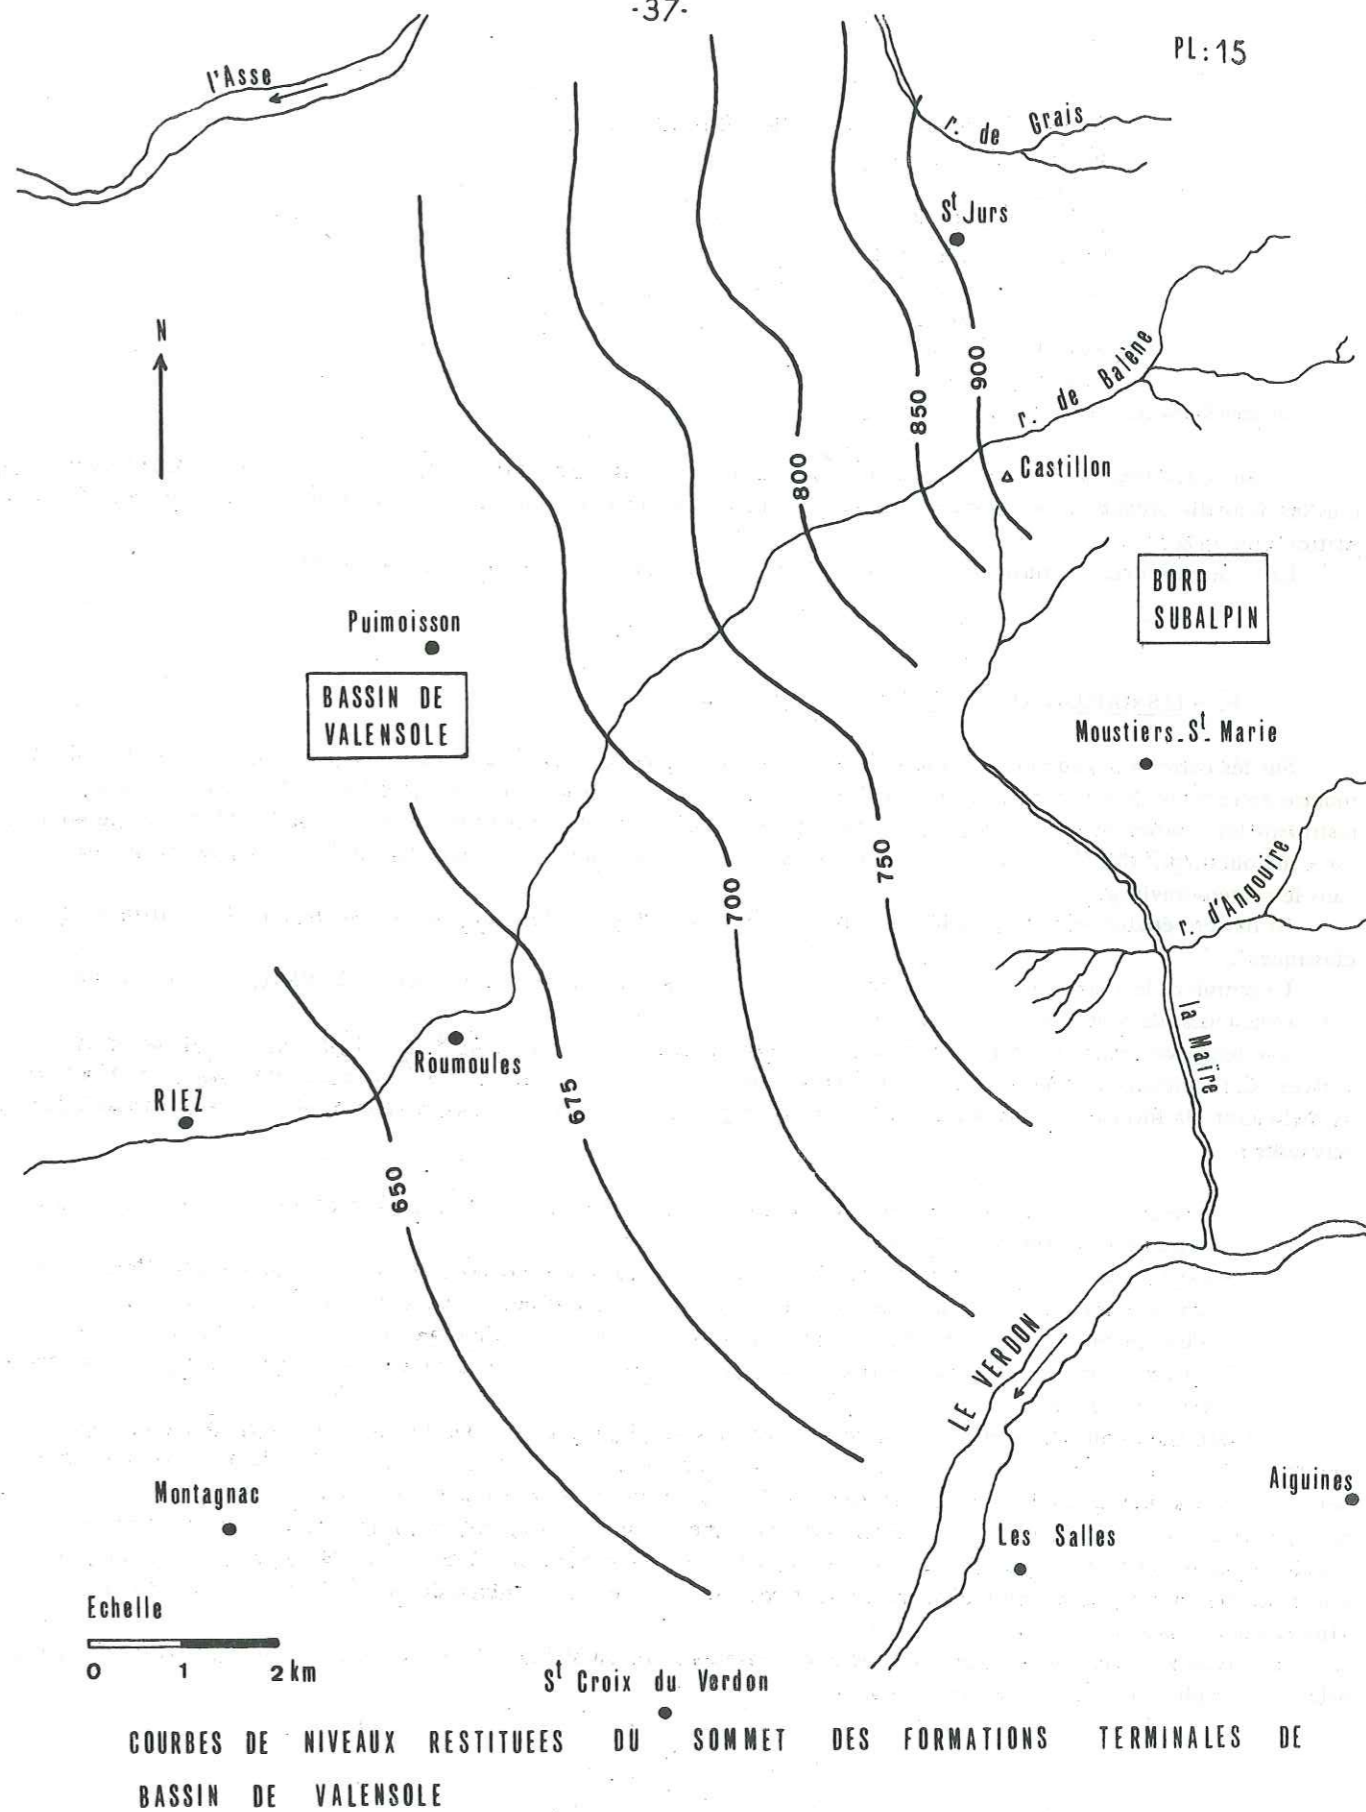 -37-
PL: 15
l'Asse
r. de Grais
St Jurs
N
r. de Balène
900
850
Castillon
800
BORD
SUBALPIN
Puimoisson
BASSIN DE
VALENSOLE
Moustiers-St-Marie
750
700
r. d'Angouire
la Maïre
Roumoules
675
RIEZ
650
LE VERDON
Aiguines
Montagnac
Les Salles
Echelle
0 1 2 km
St Croix du Verdon
COURBES DE NIVEAUX RESTITUEES DU SOMMET DES FORMATIONS TERMINALES DE
BASSIN DE VALENSOLE